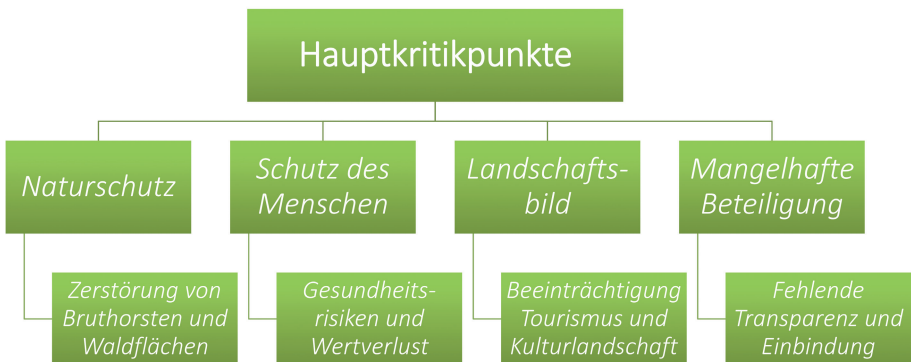 Hauptkritikpunkte
Naturschutz
Schutz des
Menschen
Landschafts-
bild
Mangelhafte
Beteiligung
Zerstörung von
Bruthorsten und
Waldflächen
Gesundheits-
risiken und
Wertverlust
Beeinträchtigung
Tourismus und
Kulturlandschaft
Fehlende
Transparenz und
Einbindung